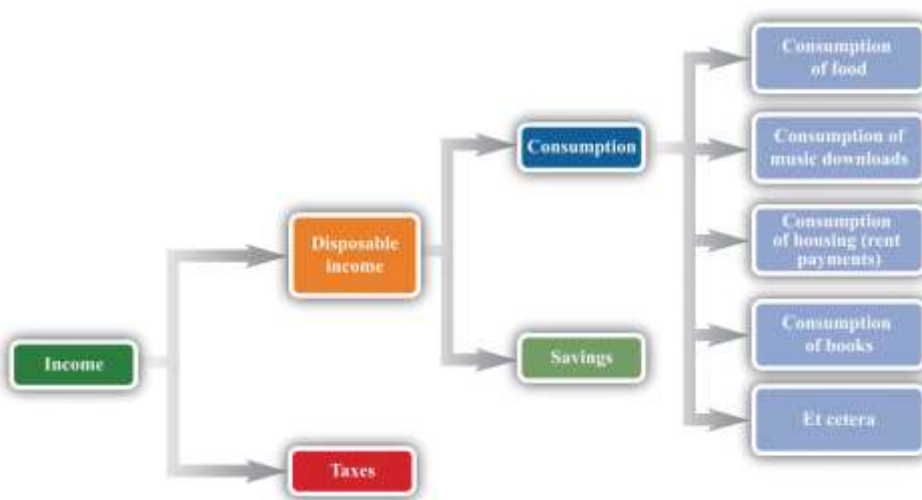 Income
Disposable
income
Taxes
Consumption
Savings
Consumption
of food
Consumption of
music downloads
Consumption
of housing (rent
payments)
Consumption
of books
Et cetera